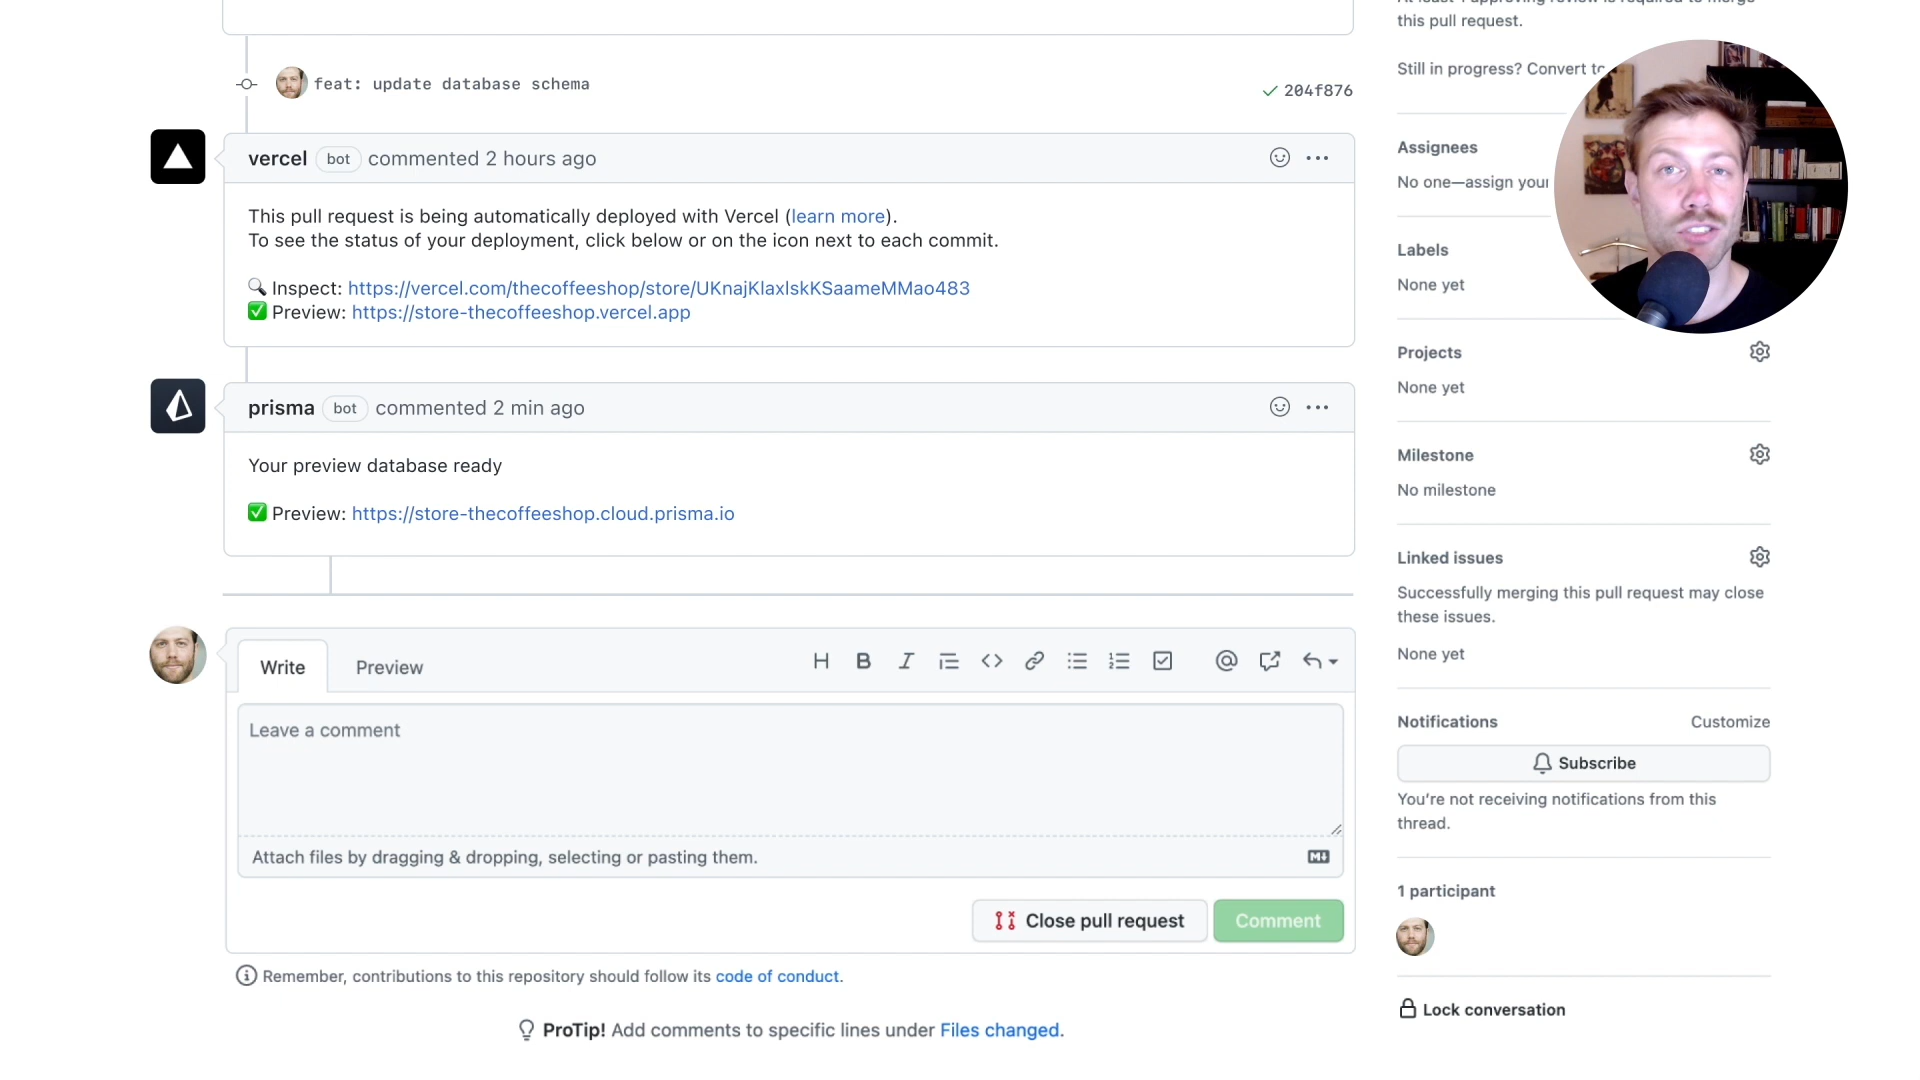 this pull request.
Still in progress? Convert to
feat: update database schema
204f876
vercel bot commented 2 hours ago
This pull request is being automatically deployed with Vercel (learn more).
To see the status of your deployment, click below or on the icon next to each commit.
Inspect: https://vercel.com/thecoffeeshop/store/UKnajKlaxIskKSaameMMao483
Preview: https://store-thecoffeeshop.vercel.app
prisma bot commented 2 min ago
Your preview database ready
Preview: https://store-thecoffeeshop.cloud.prisma.io
Write
Preview
Leave a comment
Attach files by dragging & dropping, selecting or pasting them.
Close pull request
Comment
Remember, contributions to this repository should follow its code of conduct.
ProTip! Add comments to specific lines under Files changed.
Assignees
No one—assign your
Labels
None yet
Projects
None yet
Milestone
No milestone
Linked issues
Successfully merging this pull request may close
these issues.
None yet
Notifications
Customize
Subscribe
You're not receiving notifications from this
thread.
1 participant
Lock conversation